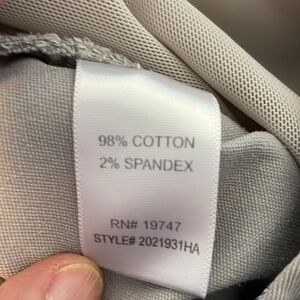 98% COTTON
2% SPANDEX
RN# 19747
STYLE# 2021931HA